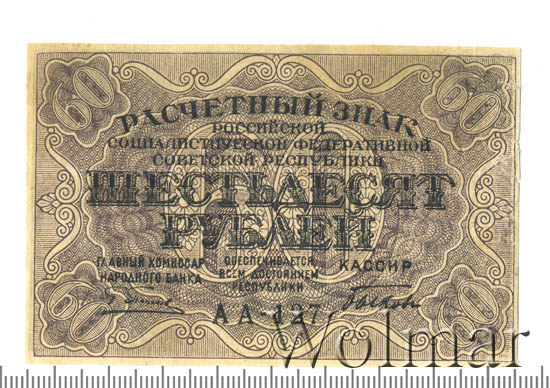 60 60
РАСЧЕТНЫЙ ЗНАК
РОССИЙСКОЙ
СОЦИАЛИСТИЧЕСКОЙ ФЕДЕРАТИВНОЙ
СОВЕТСКОЙ РЕСПУБЛИКИ
ШЕСТЬДЕСЯТ
РУБЛЕЙ
ГЛАВНЫЙ КОМИССАР
НАРОДНОГО БАНКА
ОБЕСПЕЧИВАЕТСЯ
ВСЕМ ДОСТОЯНИЕМ
РЕСПУБЛИКИ
КАССИР
АА-127
60 60
Wolmar